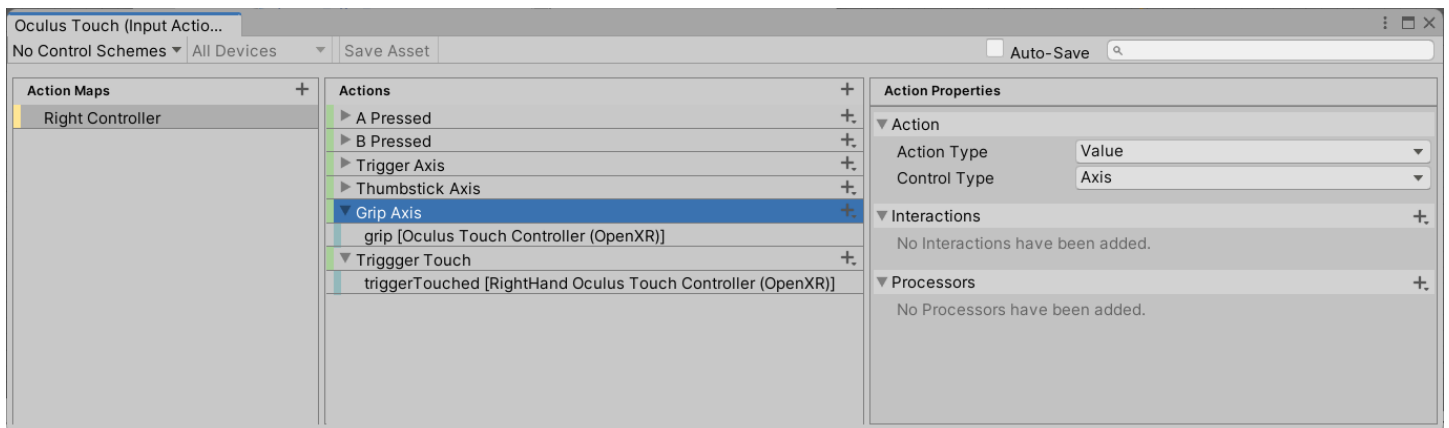 Oculus Touch (Input Actio...
No Control Schemes All Devices Save Asset Auto-Save
Action Maps
Right Controller
Actions
A Pressed
B Pressed
Trigger Axis
Thumbstick Axis
Grip Axis
grip [Oculus Touch Controller (OpenXR)]
Triggger Touch
triggerTouched [RightHand Oculus Touch Controller (OpenXR)]
Action Properties
Action
Action Type Value
Control Type Axis
Interactions
No Interactions have been added.
Processors
No Processors have been added.